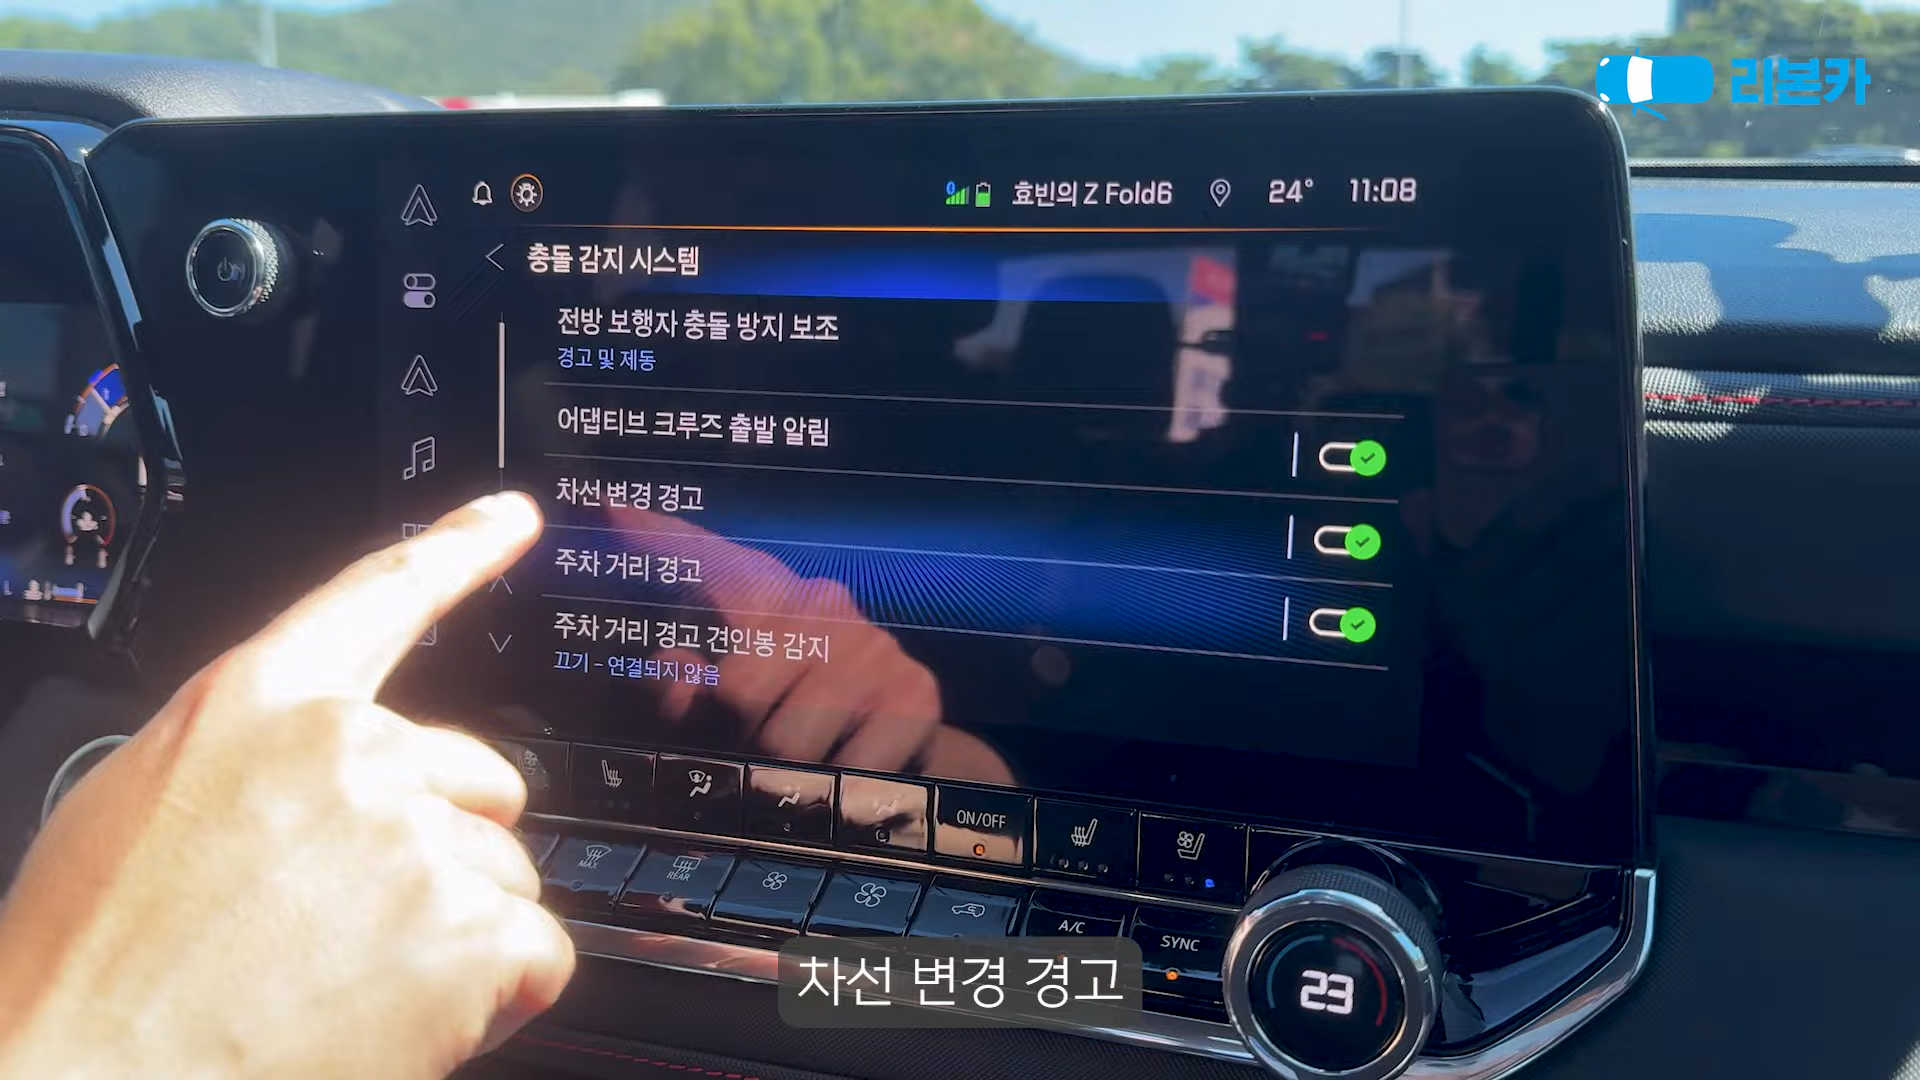 리본카
효빈의 Z Fold6 24° 11:08
충돌 감지 시스템
전방 보행자 충돌 방지 보조
경고 및 제동
어댑티브 크루즈 출발 알림
차선 변경 경고
주차 거리 경고
주차 거리 경고 견인봉 감지
끄기 – 연결되지 않음
ON/OFF
MAX
REAR
A/C
SYNC
23
차선 변경 경고